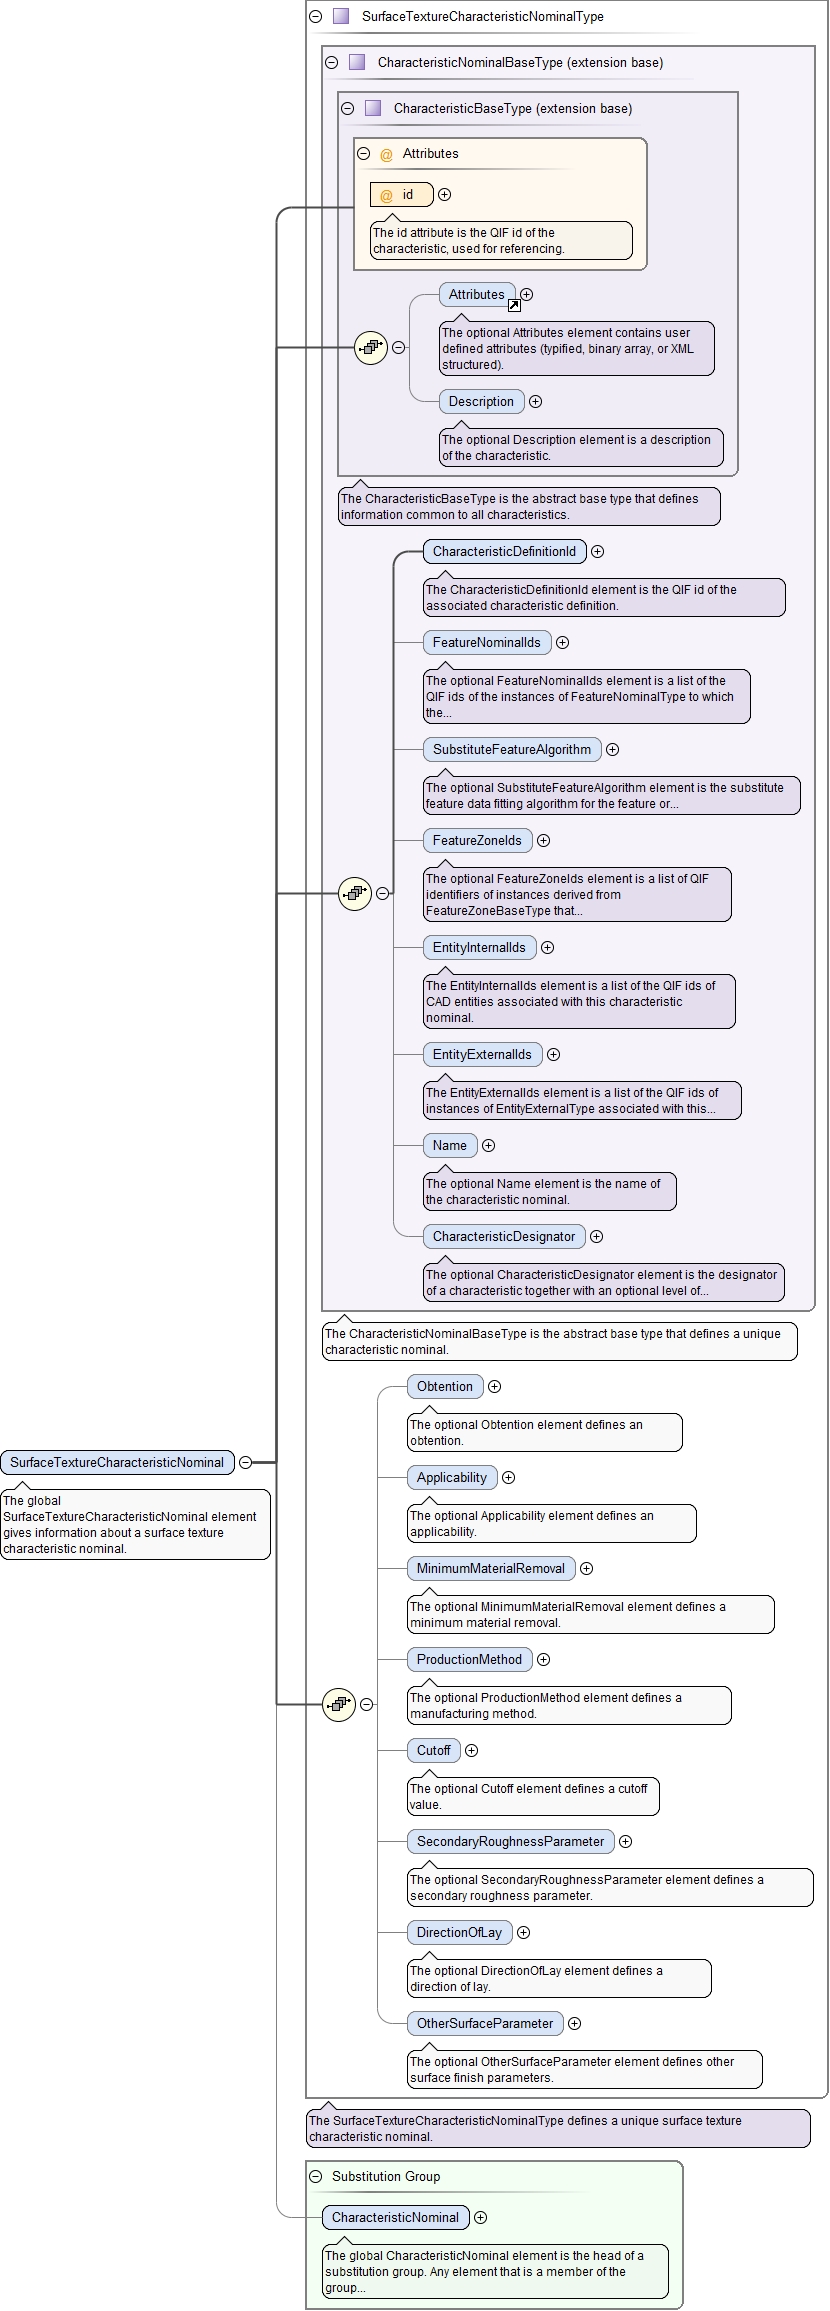 SurfaceTextureCharacteristicNominalType
CharacteristicNominalBaseType (extension base)
CharacteristicBaseType (extension base)
@ Attributes
@ id
The id attribute is the QIF id of the
characteristic, used for referencing.
Attributes
The optional Attributes element contains user
defined attributes (typified, binary array, or XML
structured).
Description
The optional Description element is a description
of the characteristic.
The CharacteristicBaseType is the abstract base type that defines
information common to all characteristics.
CharacteristicDefinitionId
The CharacteristicDefinitionId element is the QIF id of the
associated characteristic definition.
FeatureNominalIds
The optional FeatureNominalIds element is a list of the
QIF ids of the instances of FeatureNominalType to which
the...
SubstituteFeatureAlgorithm
The optional SubstituteFeatureAlgorithm element is the substitute
feature data fitting algorithm for the feature or...
FeatureZoneIds
The optional FeatureZoneIds element is a list of QIF
identifiers of instances derived from
FeatureZoneBaseType that...
EntityInternalIds
The EntityInternalIds element is a list of the QIF ids of
CAD entities associated with this characteristic
nominal.
EntityExternalIds
The EntityExternalIds element is a list of the QIF ids of
instances of EntityExternalType associated with this...
Name
The optional Name element is the name of
the characteristic nominal.
CharacteristicDesignator
The optional CharacteristicDesignator element is the designator
of a characteristic together with an optional level of...
The CharacteristicNominalBaseType is the abstract base type that defines a unique
characteristic nominal.
Obtention
The optional Obtention element defines an
obtention.
SurfaceTextureCharacteristicNominal
The global
SurfaceTextureCharacteristicNominal element
gives information about a surface texture
characteristic nominal.
Applicability
The optional Applicability element defines an
applicability.
MinimumMaterialRemoval
The optional MinimumMaterialRemoval element defines a
minimum material removal.
ProductionMethod
The optional ProductionMethod element defines a
manufacturing method.
Cutoff
The optional Cutoff element defines a cutoff
value.
SecondaryRoughnessParameter
The optional SecondaryRoughnessParameter element defines a
secondary roughness parameter.
DirectionOfLay
The optional DirectionOfLay element defines a
direction of lay.
OtherSurfaceParameter
The optional OtherSurfaceParameter element defines other
surface finish parameters.
The SurfaceTextureCharacteristicNominalType defines a unique surface texture
characteristic nominal.
Substitution Group
CharacteristicNominal
The global CharacteristicNominal element is the head of a
substitution group. Any element that is a member of the
group...